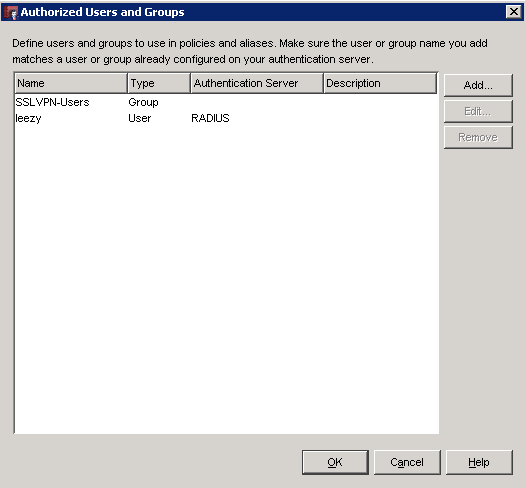 Authorized Users and Groups
Define users and groups to use in policies and aliases. Make sure the user or group name you add
matches a user or group already configured on your authentication server.
Name Type Authentication Server Description
SSLVPN-Users Group
leezy User RADIUS
Add...
Edit...
Remove
OK Cancel Help